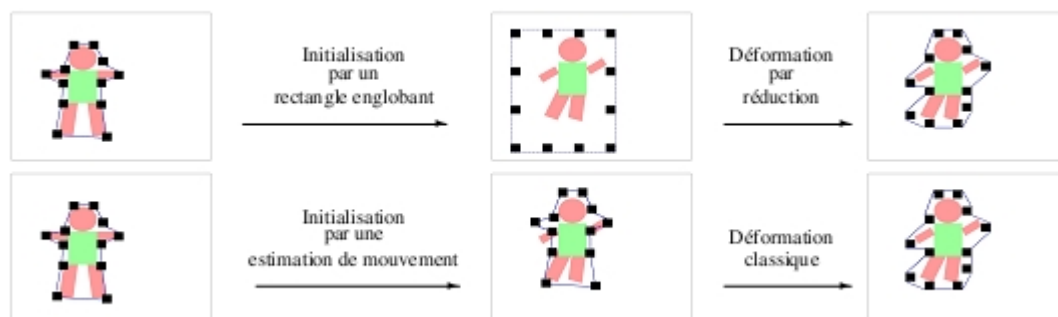 Initialisation
par un
rectangle englobant
Déformation
par
réduction
Initialisation
par une
estimation de mouvement
Déformation
classique